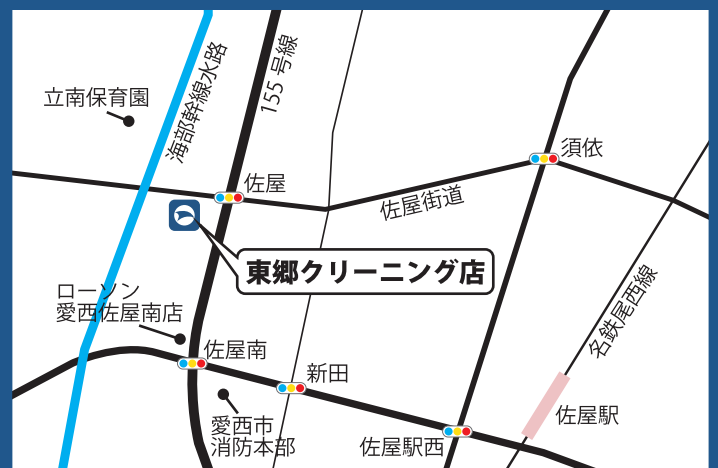 155号線
海部幹線水路
立南保育園
須依
佐屋
佐屋街道
東郷クリーニング店
名鉄尾西線
ローソン
愛西佐屋南店
佐屋南
新田
佐屋駅
愛西市
消防本部
佐屋駅西